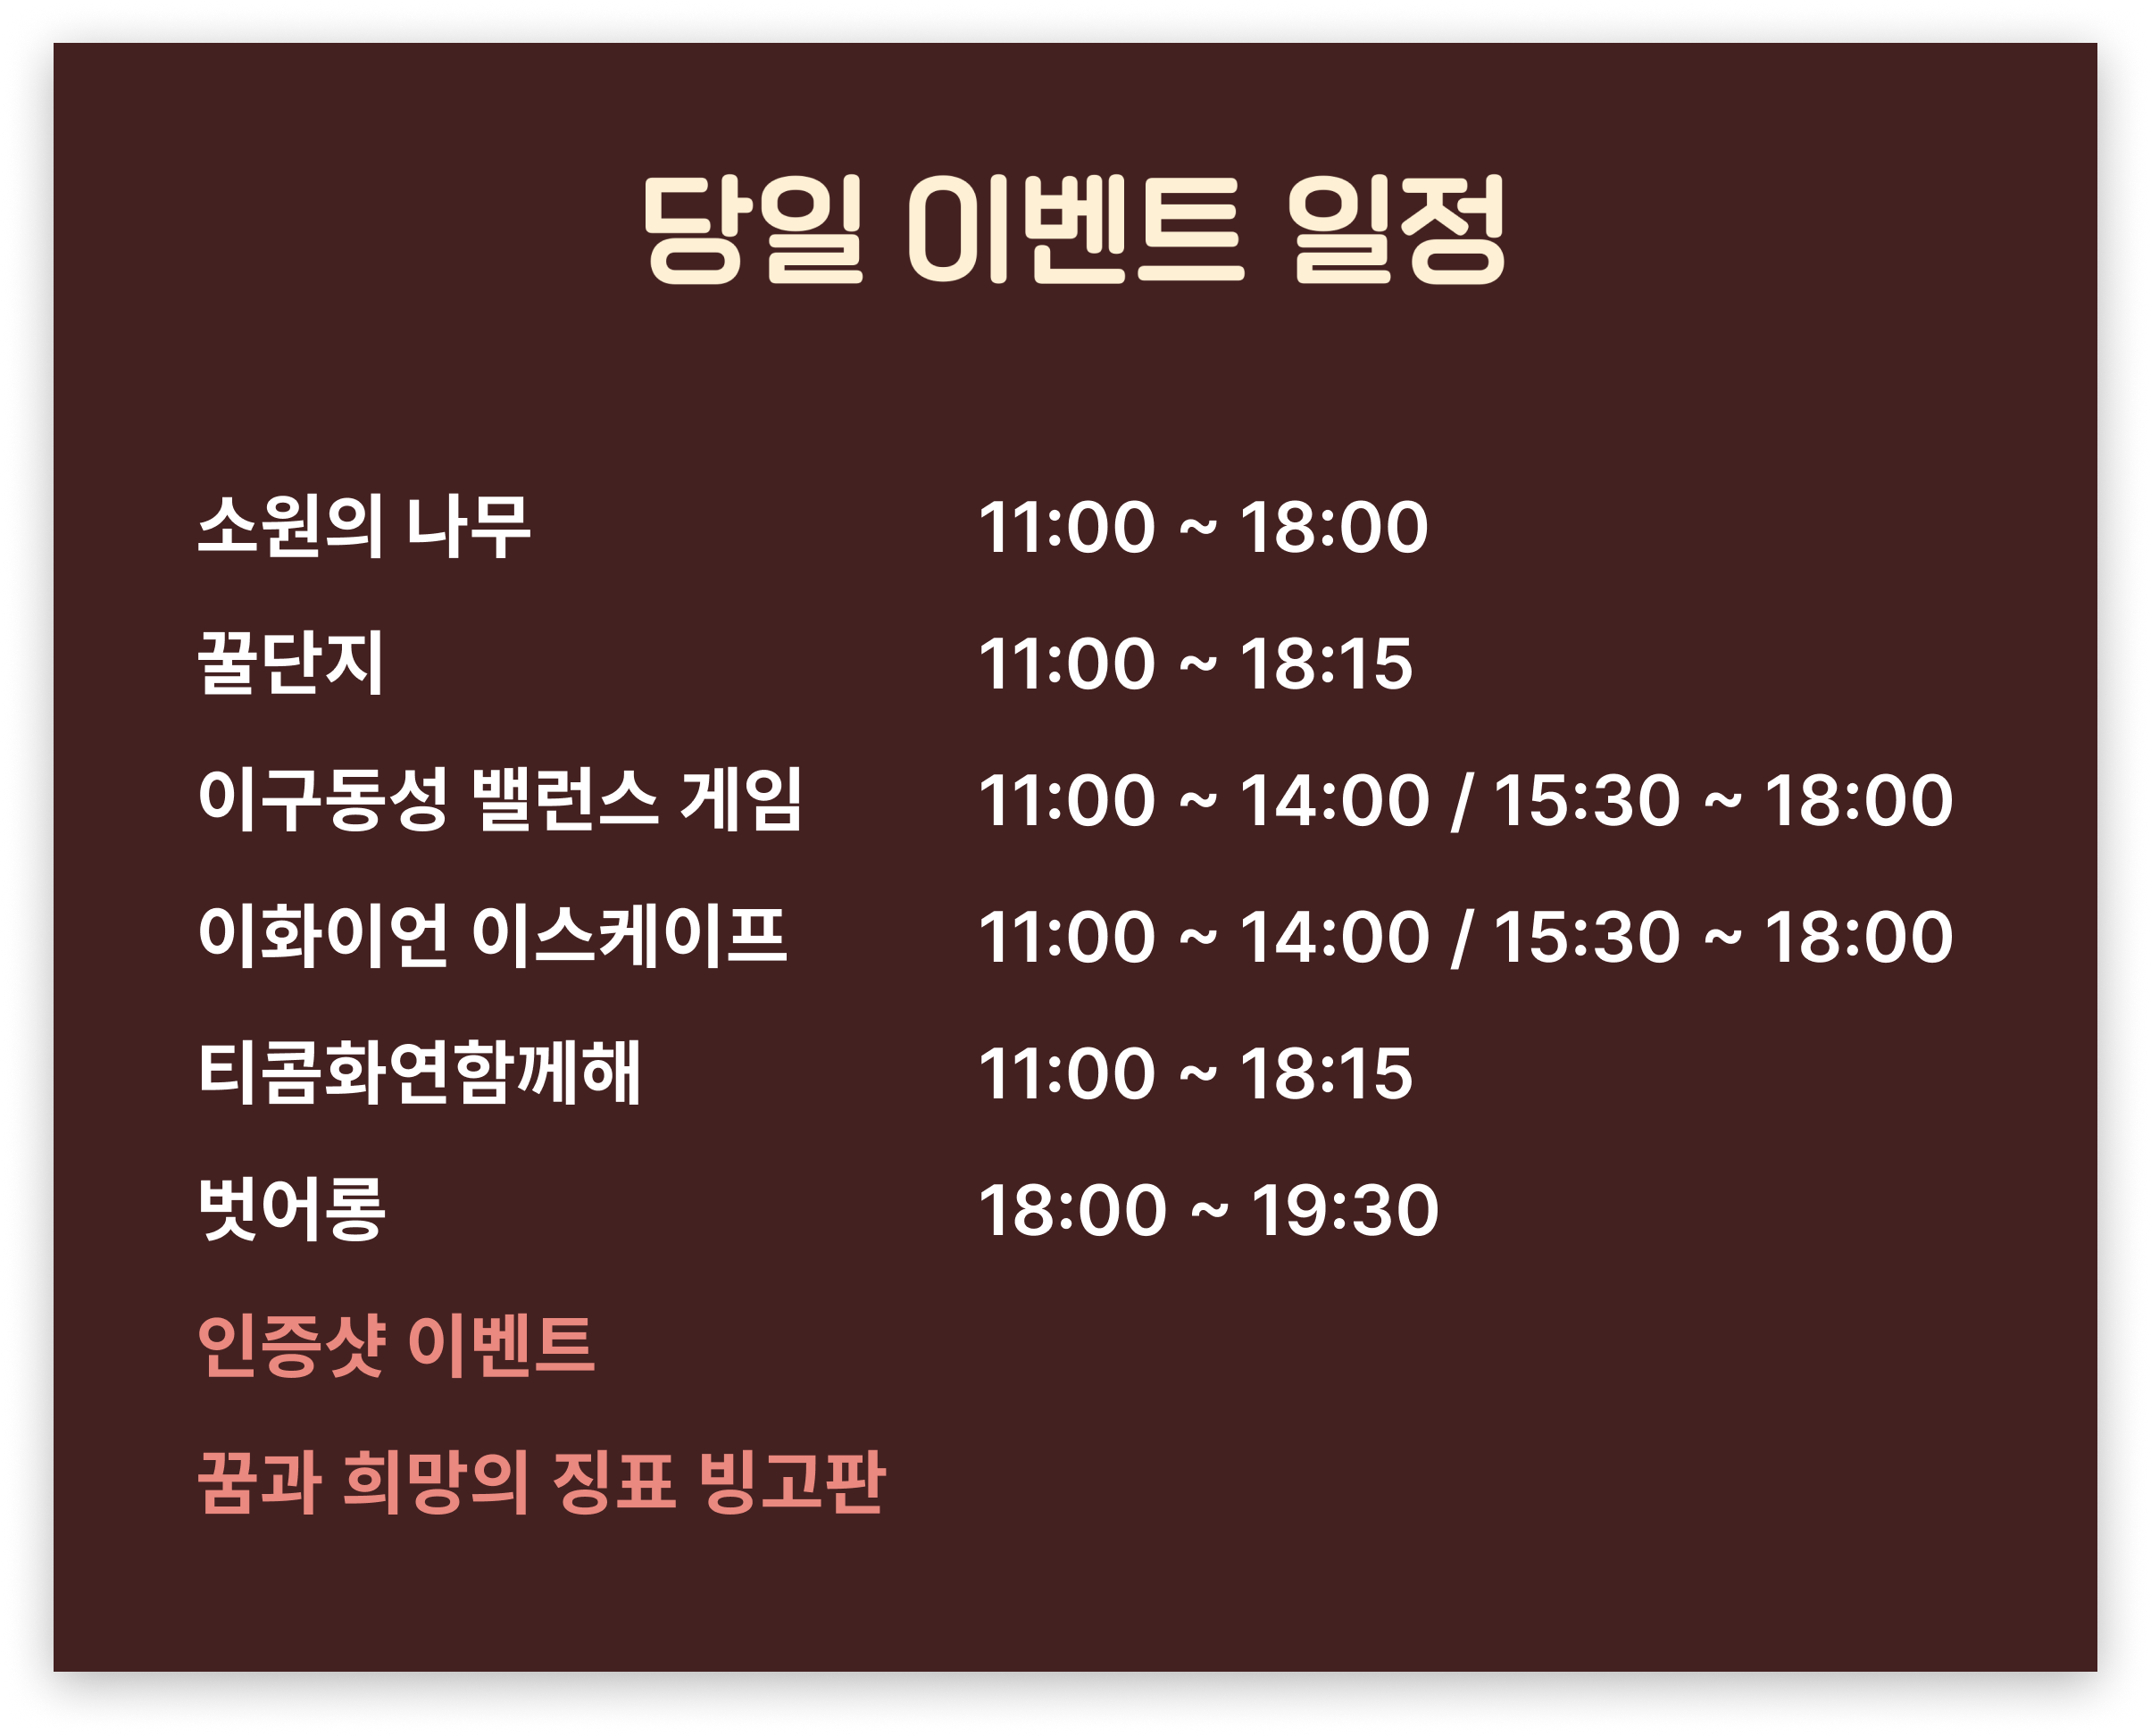 당일 이벤트 일정
소원의 나무 11:00 ~ 18:00
꿀단지 11:00 ~ 18:15
이구동성 밸런스 게임 11:00 ~ 14:00 / 15:30 ~ 18:00
이화이언 이스케이프 11:00 ~ 14:00 / 15:30 ~ 18:00
티콤화연함께해 11:00 ~ 18:15
벗어롱 18:00 ~ 19:30
인증샷 이벤트
꿈과 희망의 징표 빙고판